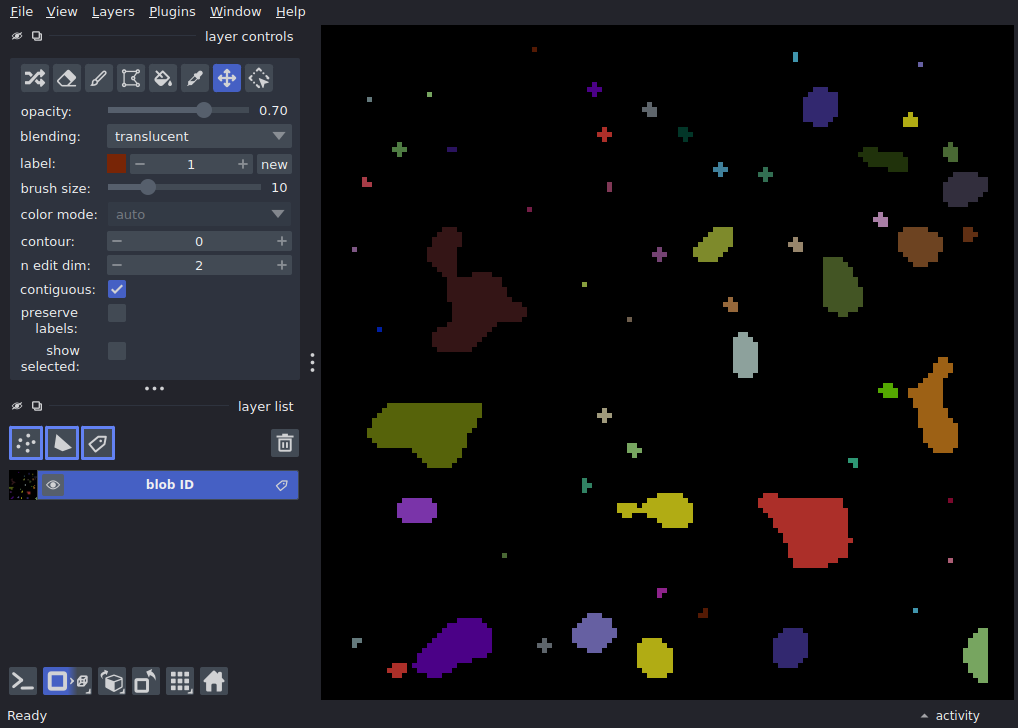 File View Layers Plugins Window Help
layer controls
opacity: 0.70
blending: translucent
label: 1 new
brush size: 10
color mode: auto
contour: 0
n edit dim: 2
contiguous:
preserve
labels:
show
selected:
layer list
blob ID
Ready activity